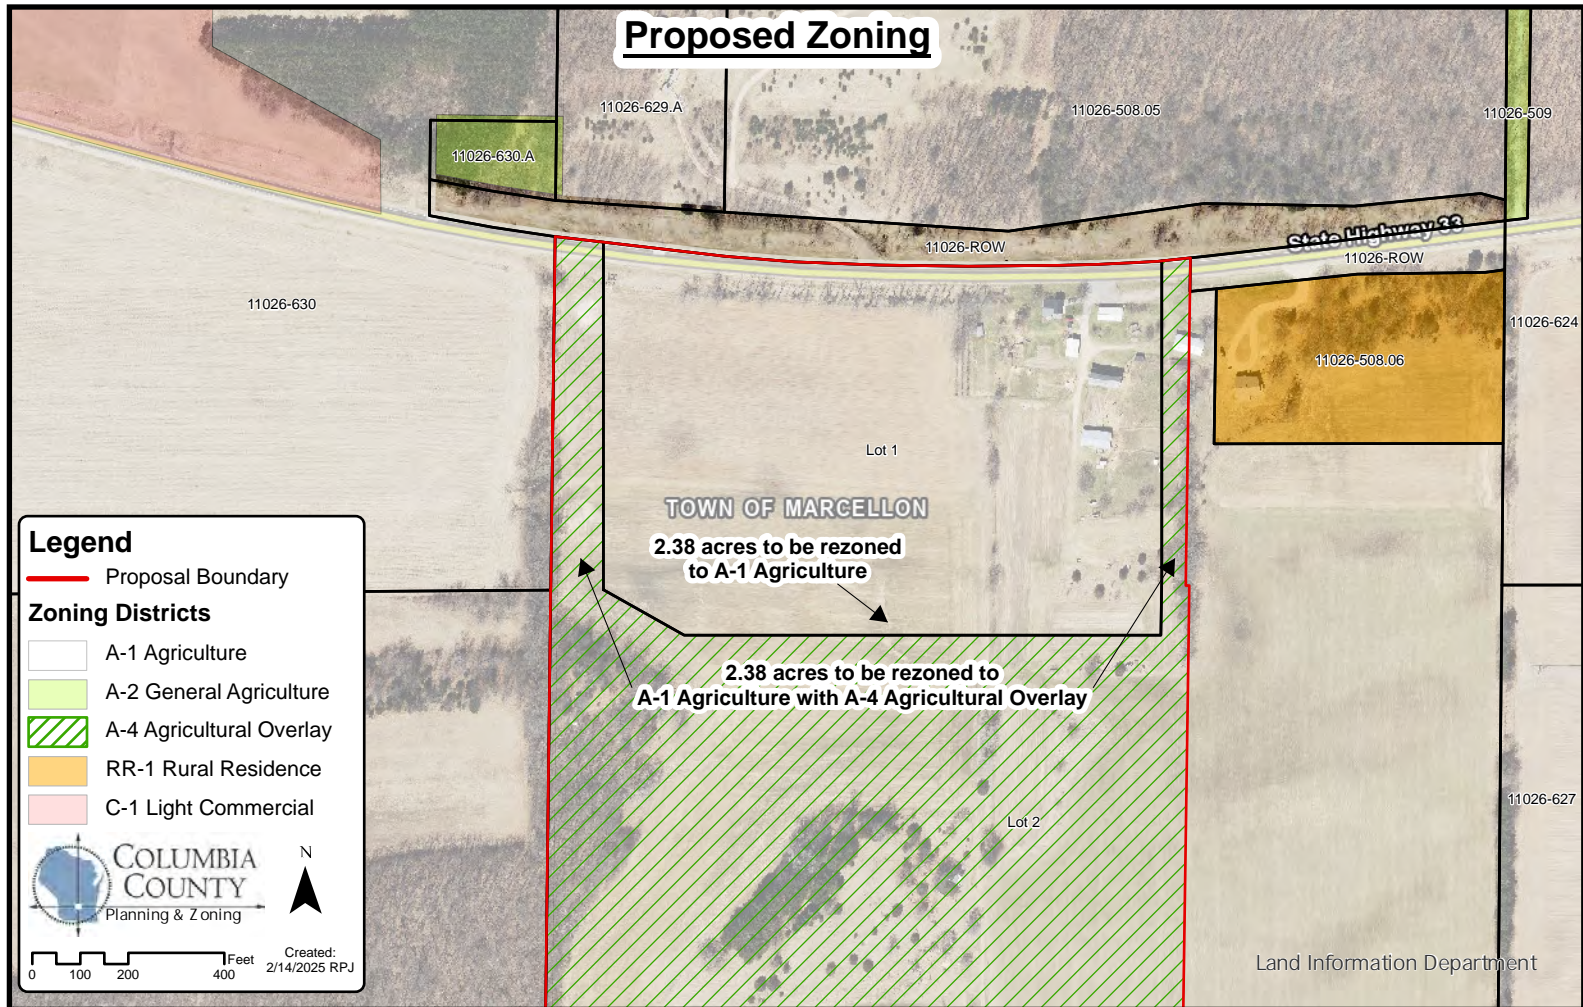 Proposed Zoning
11026-629.A
11026-508.05
11026-509
11026-630.A
State Highway 33
11026-ROW
11026-ROW
11026-630
11026-624
11026-508.06
Lot 1
TOWN OF MARCELLON
2.38 acres to be rezoned
to A-1 Agriculture
2.38 acres to be rezoned to
A-1 Agriculture with A-4 Agricultural Overlay
Lot 2
11026-627
Legend
Proposal Boundary
Zoning Districts
A-1 Agriculture
A-2 General Agriculture
A-4 Agricultural Overlay
RR-1 Rural Residence
C-1 Light Commercial
COLUMBIA
COUNTY
Planning & Zoning
N
Feet
0 100 200 400
Created:
2/14/2025 RPJ
Land Information Department